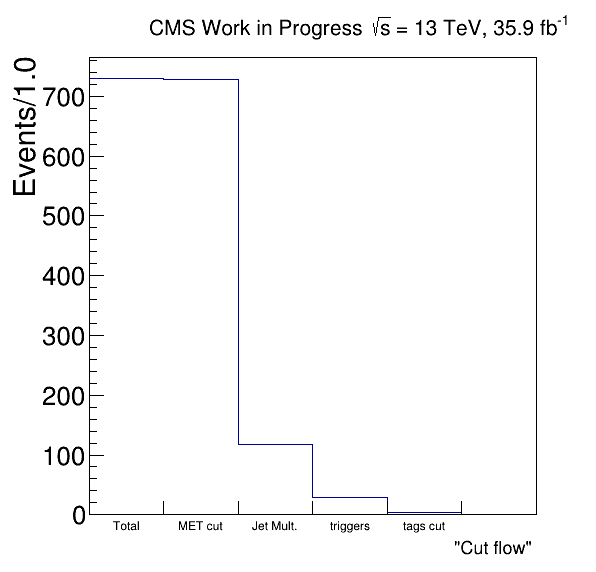 CMS Work in Progress √s = 13 TeV, 35.9 fb⁻¹
Events/1.0
700
600
500
400
300
200
100
0
Total MET cut Jet Mult. triggers tags cut
"Cut flow"